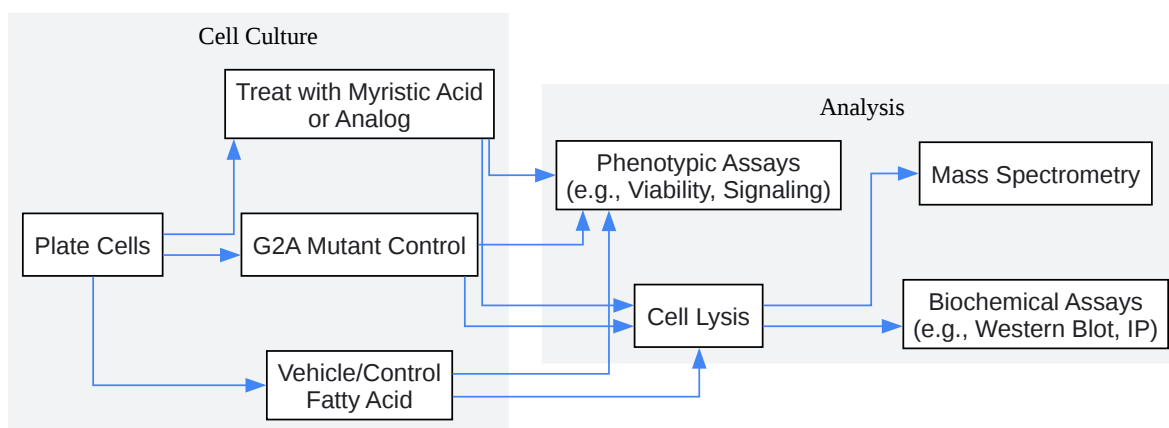 Cell Culture
Treat with Myristic Acid
or Analog
Plate Cells
G2A Mutant Control
Vehicle/Control
Fatty Acid
Analysis
Phenotypic Assays
(e.g., Viability, Signaling)
Mass Spectrometry
Cell Lysis
Biochemical Assays
(e.g., Western Blot, IP)